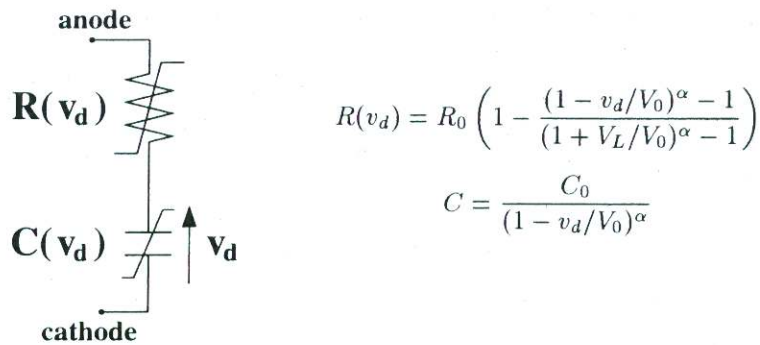 anode
R(v_d)
R(v_d) = R_0 \left( 1 - \frac{(1 - v_d/V_0)^\alpha - 1}{(1 + V_L/V_0)^\alpha - 1} \right)
C(v_d)
v_d
C = \frac{C_0}{(1 - v_d/V_0)^\alpha}
cathode